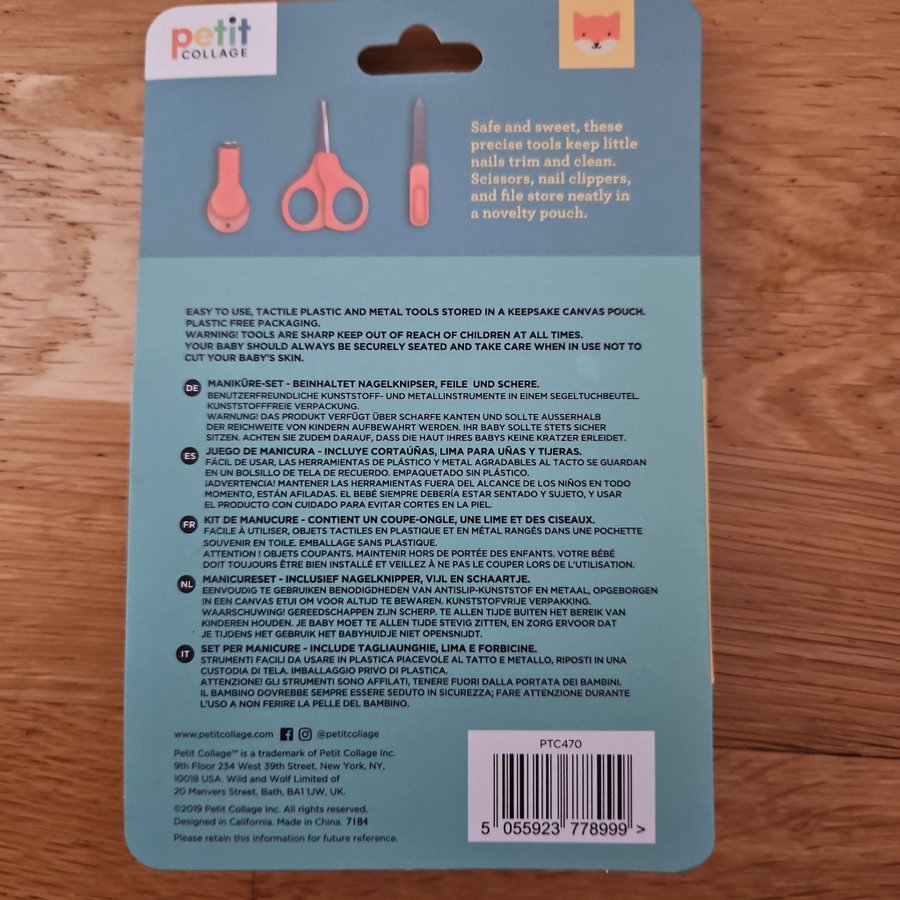 petit
COLLAGE
Safe and sweet, these
precise tools keep little
nails trim and clean.
Scissors, nail clippers,
and file store neatly in
a novelty pouch.
EASY TO USE, TACTILE PLASTIC AND METAL TOOLS STORED IN A KEEPSAKE CANVAS POUCH.
PLASTIC FREE PACKAGING.
WARNING! TOOLS ARE SHARP KEEP OUT OF REACH OF CHILDREN AT ALL TIMES.
YOUR BABY SHOULD ALWAYS BE SECURELY SEATED AND TAKE CARE WHEN IN USE NOT TO
CUT YOUR BABY'S SKIN.
DE MANIKÜRE-SET - BEINHALTET NAGELKNIPSER, FEILE UND SCHERE.
BENUTZERFREUNDLICHE KUNSTSTOFF- UND METALLINSTRUMENTE IN EINEM SEGELTUCHBEUTEL.
KUNSTSTOFFFREIE VERPACKUNG.
WARNUNG! DAS PRODUKT VERFÜGT ÜBER SCHARFE KANTEN UND SOLLTE AUSSERHALB
DER REICHWEITE VON KINDERN AUFBEWAHRT WERDEN. IHR BABY SOLLTE STETS SICHER
SITZEN. ACHTEN SIE ZUDEM DARAUF, DASS DIE HAUT IHRES BABYS KEINE KRATZER ERLEIDET.
ES JUEGO DE MANICURA - INCLUYE CORTAÚÑAS, LIMA PARA UÑAS Y TIJERAS.
FÁCIL DE USAR, LAS HERRAMIENTAS DE PLÁSTICO Y METAL AGRADABLES AL TACTO SE GUARDAN
EN UN BOLSILLO DE TELA DE RECUERDO. EMPAQUETADO SIN PLÁSTICO.
¡ADVERTENCIA! MANTENER LAS HERRAMIENTAS FUERA DEL ALCANCE DE LOS NIÑOS EN TODO
MOMENTO, ESTÁN AFILADAS. EL BEBÉ SIEMPRE DEBERÍA ESTAR SENTADO Y SUJETO, Y USAR
EL PRODUCTO CON CUIDADO PARA EVITAR CORTES EN LA PIEL.
FR KIT DE MANUCURE - CONTIENT UN COUPE-ONGLE, UNE LIME ET DES CISEAUX.
FACILE À UTILISER, OBJETS TACTILES EN PLASTIQUE ET EN MÉTAL RANGÉS DANS UNE POCHETTE
SOUVENIR EN TOILE. EMBALLAGE SANS PLASTIQUE.
ATTENTION ! OBJETS COUPANTS. MAINTENIR HORS DE PORTÉE DES ENFANTS. VOTRE BÉBÉ
DOIT TOUJOURS ÊTRE BIEN INSTALLÉ ET VEILLEZ À NE PAS LE COUPER LORS DE L'UTILISATION.
NL MANICURESET - INCLUSIEF NAGELKNIPPER, VIJL EN SCHAARTJE.
EENVOUDIG TE GEBRUIKEN BENODIGDHEDEN VAN ANTISLIP-KUNSTSTOF EN METAAL, OPGEBORGEN
IN EEN CANVAS ETUI OM VOOR ALTIJD TE BEWAREN. KUNSTSTOFVRIJE VERPAKKING.
WAARSCHUWING! GEREEDSCHAPPEN ZIJN SCHERP. TE ALLEN TIJDE BUITEN HET BEREIK VAN
KINDEREN HOUDEN. JE BABY MOET TE ALLEN TIJDE STEVIG ZITTEN, EN ZORG ERVOOR DAT
JE TIJDENS HET GEBRUIK HET BABYHUIDJE NIET OPENSNIJDT.
IT SET PER MANICURE - INCLUDE TAGLIAUNGHIE, LIMA E FORBICINE.
STRUMENTI FACILI DA USARE IN PLASTICA PIACEVOLE AL TATTO E METALLO, RIPOSTI IN UNA
CUSTODIA DI TELA. IMBALLAGGIO PRIVO DI PLASTICA.
ATTENZIONE! GLI STRUMENTI SONO AFFILATI, TENERE FUORI DALLA PORTATA DEI BAMBINI.
IL BAMBINO DOVREBBE SEMPRE ESSERE SEDUTO IN SICUREZZA; FARE ATTENZIONE DURANTE
L'USO A NON FERIRE LA PELLE DEL BAMBINO.
www.petitcollage.com @petitcollage
Petit Collage™ is a trademark of Petit Collage Inc.
9th Floor 234 West 39th Street, New York, NY,
10018 USA. Wild and Wolf Limited of
20 Manvers Street, Bath, BA1 1JW, UK.
©2019 Petit Collage Inc. All rights reserved.
Designed in California. Made in China. 7184
Please retain this information for future reference.
PTC470
5 055923 778999 >